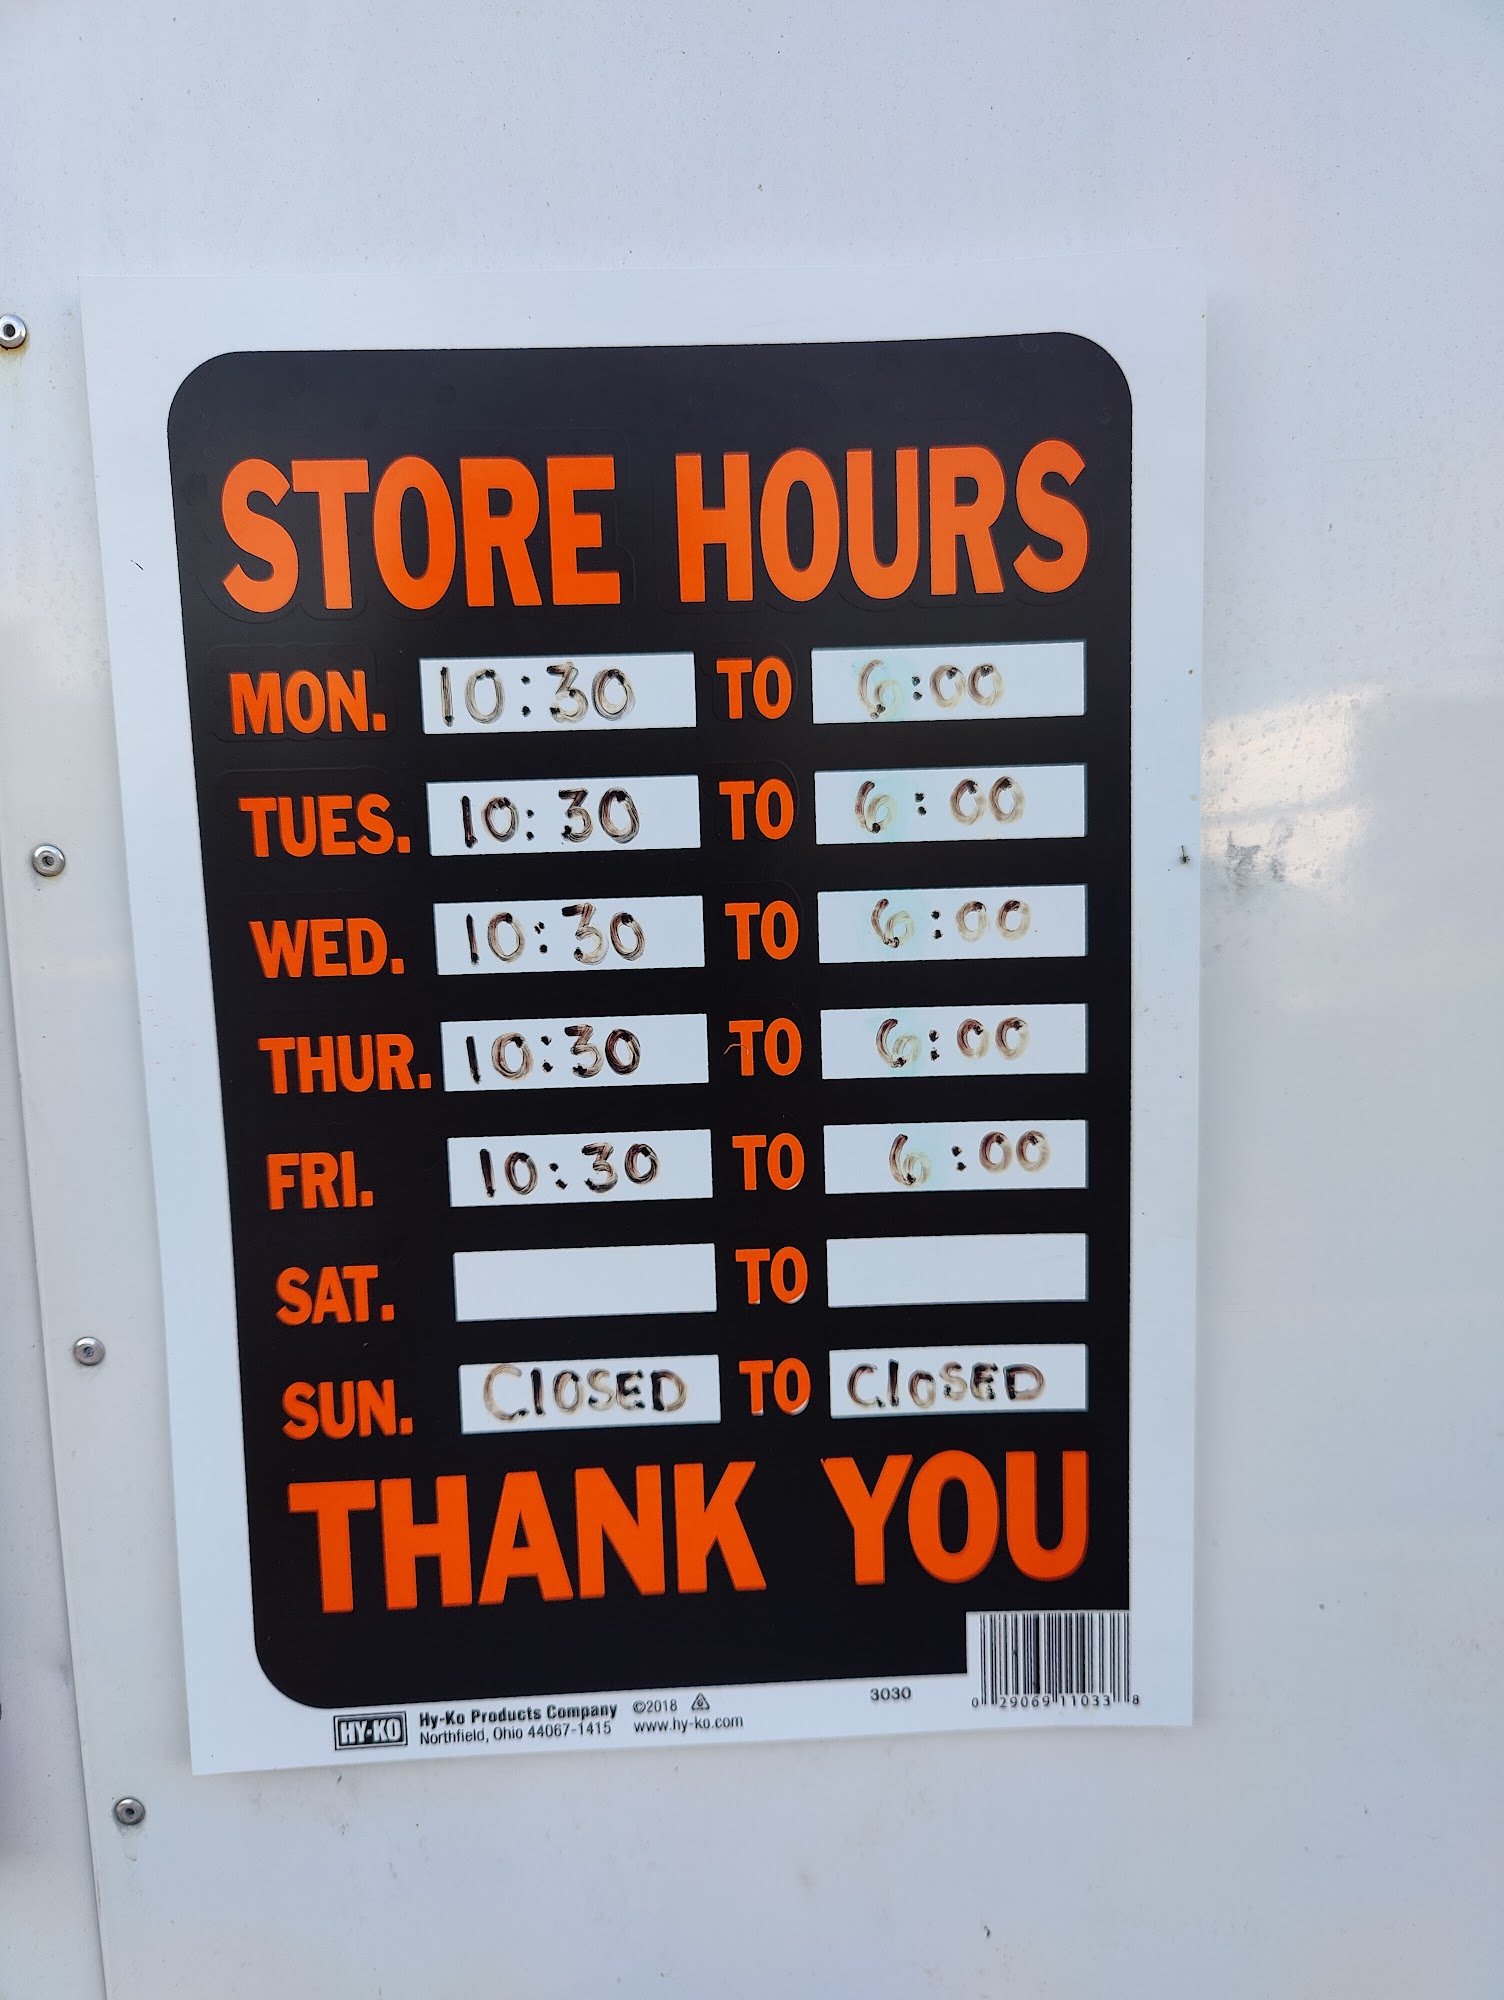 STORE HOURS
MON. 10:30 TO 6:00
TUES. 10:30 TO 6:00
WED. 10:30 TO 6:00
THUR. 10:30 TO 6:00
FRI. 10:30 TO 6:00
SAT. TO
SUN. CLOSED TO CLOSED
THANK YOU
HY-KO Hy-Ko Products Company ©2018 3030
Northfield, Ohio 44067-1415 www.hy-ko.com
0 29069 11033 8